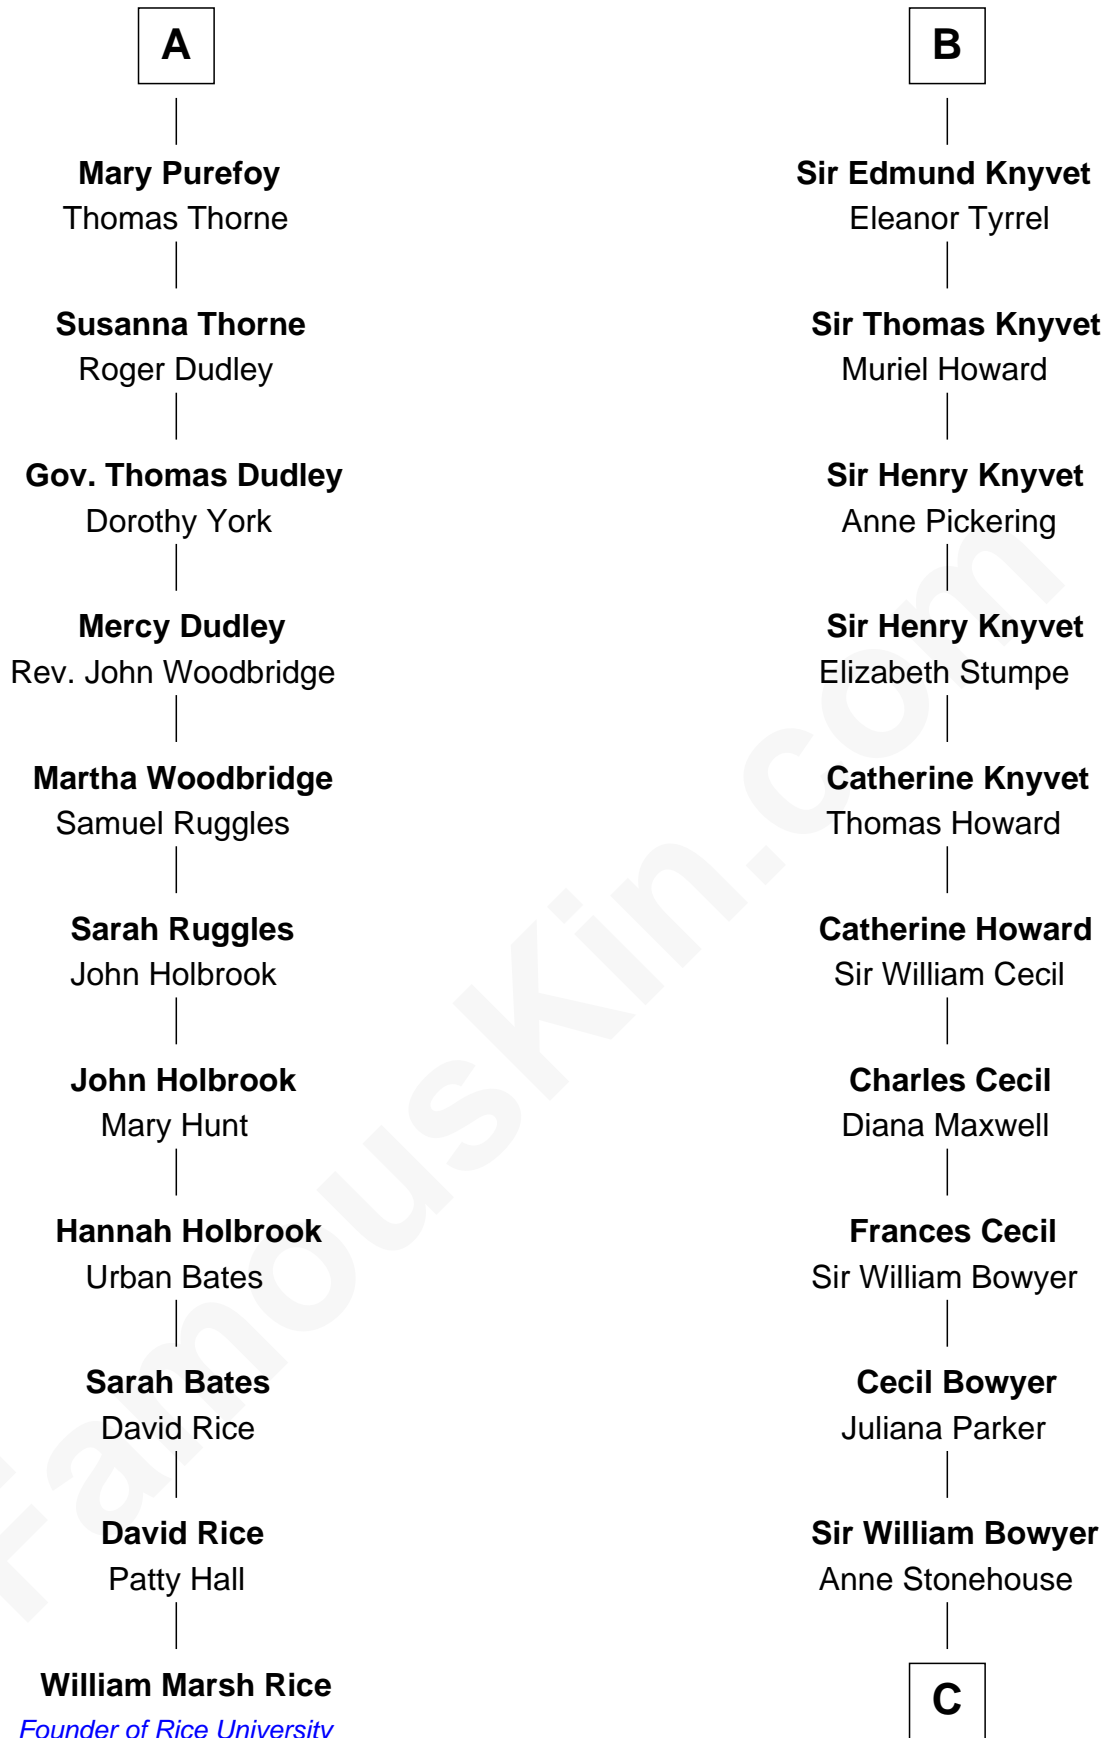 A
Mary Purefoy
Thomas Thorne
Susanna Thorne
Roger Dudley
Gov. Thomas Dudley
Dorothy York
Mercy Dudley
Rev. John Woodbridge
Martha Woodbridge
Samuel Ruggles
Sarah Ruggles
John Holbrook
John Holbrook
Mary Hunt
Hannah Holbrook
Urban Bates
Sarah Bates
David Rice
David Rice
Patty Hall
William Marsh Rice
Founder of Rice University
B
Sir Edmund Knyvet
Eleanor Tyrrel
Sir Thomas Knyvet
Muriel Howard
Sir Henry Knyvet
Anne Pickering
Sir Henry Knyvet
Elizabeth Stumpe
Catherine Knyvet
Thomas Howard
Catherine Howard
Sir William Cecil
Charles Cecil
Diana Maxwell
Frances Cecil
Sir William Bowyer
Cecil Bowyer
Juliana Parker
Sir William Bowyer
Anne Stonehouse
C
FamousKin.com